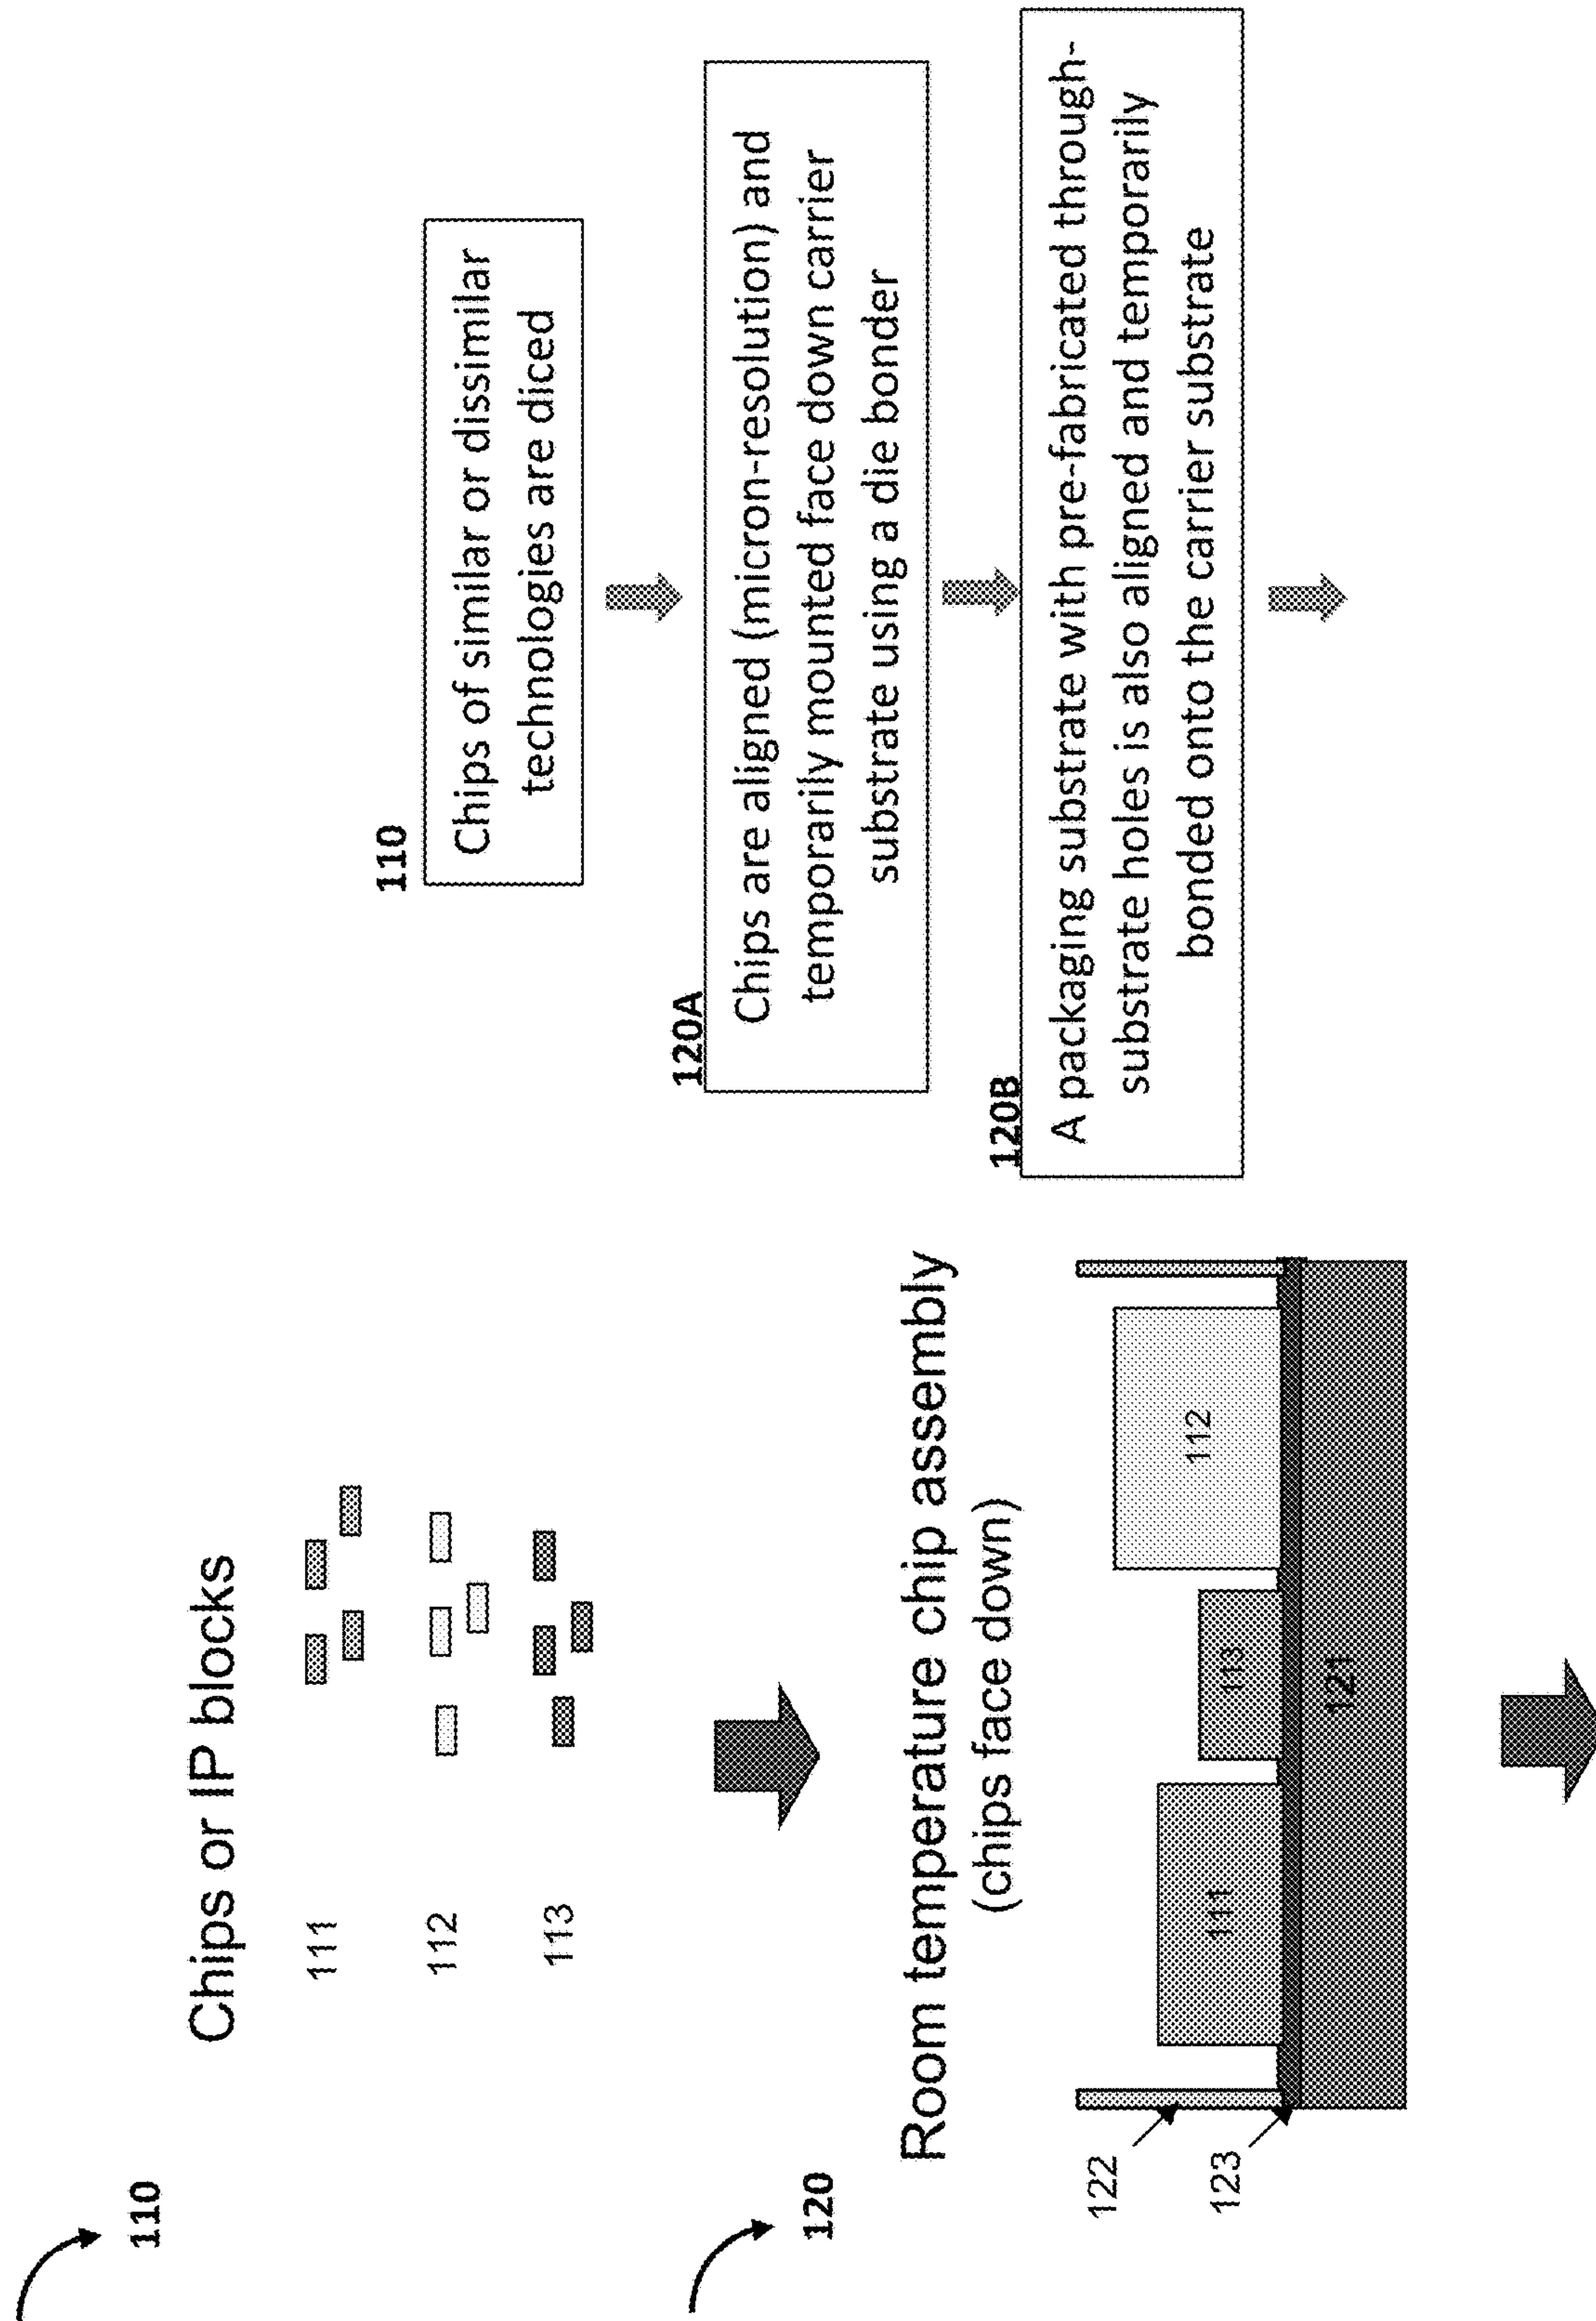 110
Chips or IP blocks
111
112
113
120
Room temperature chip assembly
(chips face down)
122
123
111
113
112
121
110
Chips of similar or dissimilar
technologies are diced
120A
Chips are aligned (micron-resolution) and
temporarily mounted face down carrier
substrate using a die bonder
120B
A packaging substrate with pre-fabricated through-
substrate holes is also aligned and temporarily
bonded onto the carrier substrate